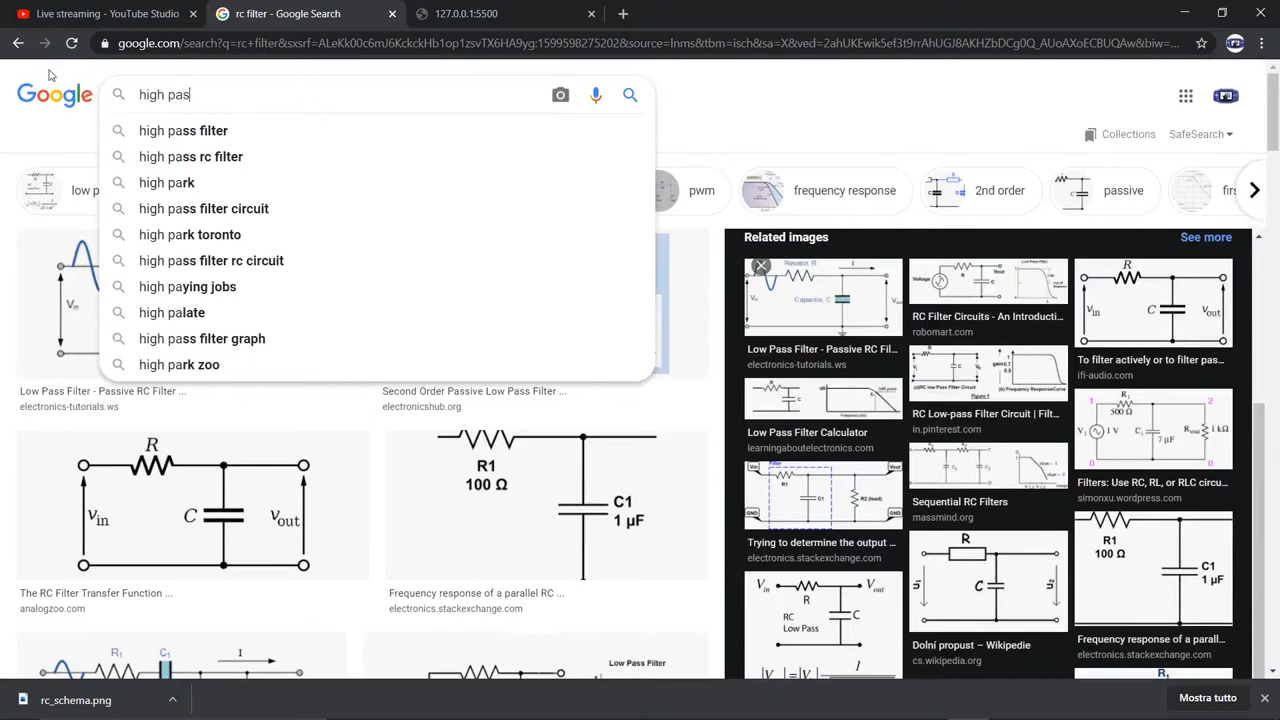 Live streaming - YouTube Studio
rc filter - Google Search
127.0.0.1:5500
google.com/search?q=rc+filter&sxsrf=ALeKk00c6mJ6KckckHb1op1zsvTX6HA9yg:1599598275202&source=lnms&tbm=isch&sa=X&ved=2ahUKEwik5ef3t9rrAhUGJ8AKHZbDCg0Q_AUoAXoECBUQAw&biw=...
Google
high pas
high pass filter
high pass rc filter
high park
high pass filter circuit
high park toronto
high pass filter rc circuit
high paying jobs
high palate
high pass filter graph
high park zoo
Collections
SafeSearch
low p
pwm
frequency response
2nd order
passive
firs
Low Pass Filter - Passive RC Filter ...
electronics-tutorials.ws
Second Order Passive Low Pass Filter ...
electronicshub.org
R
C
The RC Filter Transfer Function ...
analogzoo.com
R1
100 Ω
C1
1 µF
Frequency response of a parallel RC ...
electronics.stackexchange.com
R₁
C₁
I
Low Pass Filter
Related images
See more
Resistor, R
Capacitor, C
Low Pass Filter - Passive RC Fil...
electronics-tutorials.ws
RC Filter Circuits - An Introducti...
robomart.com
R
C
To filter actively or to filter pas...
ifi-audio.com
Low Pass Filter Calculator
learningaboutelectronics.com
RC Low-pass Filter Circuit | Filt...
in.pinterest.com
Filters: Use RC, RL, or RLC circu...
simonxu.wordpress.com
Trying to determine the output ...
electronics.stackexchange.com
Sequential RC Filters
massmind.org
R1
100 Ω
C1
1 µF
Frequency response of a parall...
electronics.stackexchange.com
R
C
Dolní propust – Wikipedie
cs.wikipedia.org
Vin
R
Vout
RC
Low Pass
C
rc_schema.png
Mostra tutto